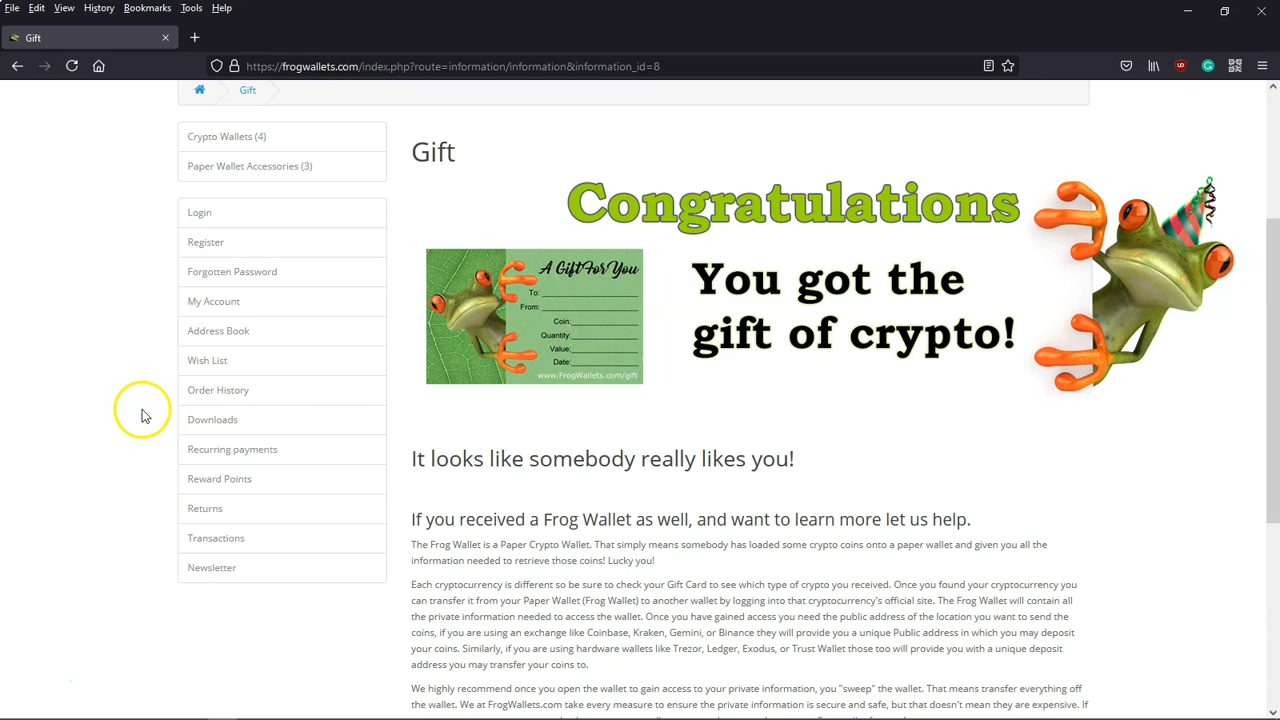 File Edit View History Bookmarks Tools Help
Gift
https://frogwallets.com/index.php?route=information/information&information_id=8
Gift
Crypto Wallets (4)
Paper Wallet Accessories (3)
Login
Register
Forgotten Password
My Account
Address Book
Wish List
Order History
Downloads
Recurring payments
Reward Points
Returns
Transactions
Newsletter
Gift
Congratulations
A Gift For You
To:
From:
Coin:
Quantity:
Value:
Date:
www.FrogWallets.com/gift
You got the
gift of crypto!
It looks like somebody really likes you!
If you received a Frog Wallet as well, and want to learn more let us help.
The Frog Wallet is a Paper Crypto Wallet. That simply means somebody has loaded some crypto coins onto a paper wallet and given you all the
information needed to retrieve those coins! Lucky you!
Each cryptocurrency is different so be sure to check your Gift Card to see which type of crypto you received. Once you found your cryptocurrency you
can transfer it from your Paper Wallet (Frog Wallet) to another wallet by logging into that cryptocurrency's official site. The Frog Wallet will contain all
the private information needed to access the wallet. Once you have gained access you need the public address of the location you want to send the
coins, if you are using an exchange like Coinbase, Kraken, Gemini, or Binance they will provide you a unique Public address in which you may deposit
your coins. Similarly, if you are using hardware wallets like Trezor, Ledger, Exodus, or Trust Wallet those too will provide you with a unique deposit
address you may transfer your coins to.
We highly recommend once you open the wallet to gain access to your private information, you "sweep" the wallet. That means transfer everything off
the wallet. We at FrogWallets.com take every measure to ensure the private information is secure and safe, but that doesn't mean they are expensive. If